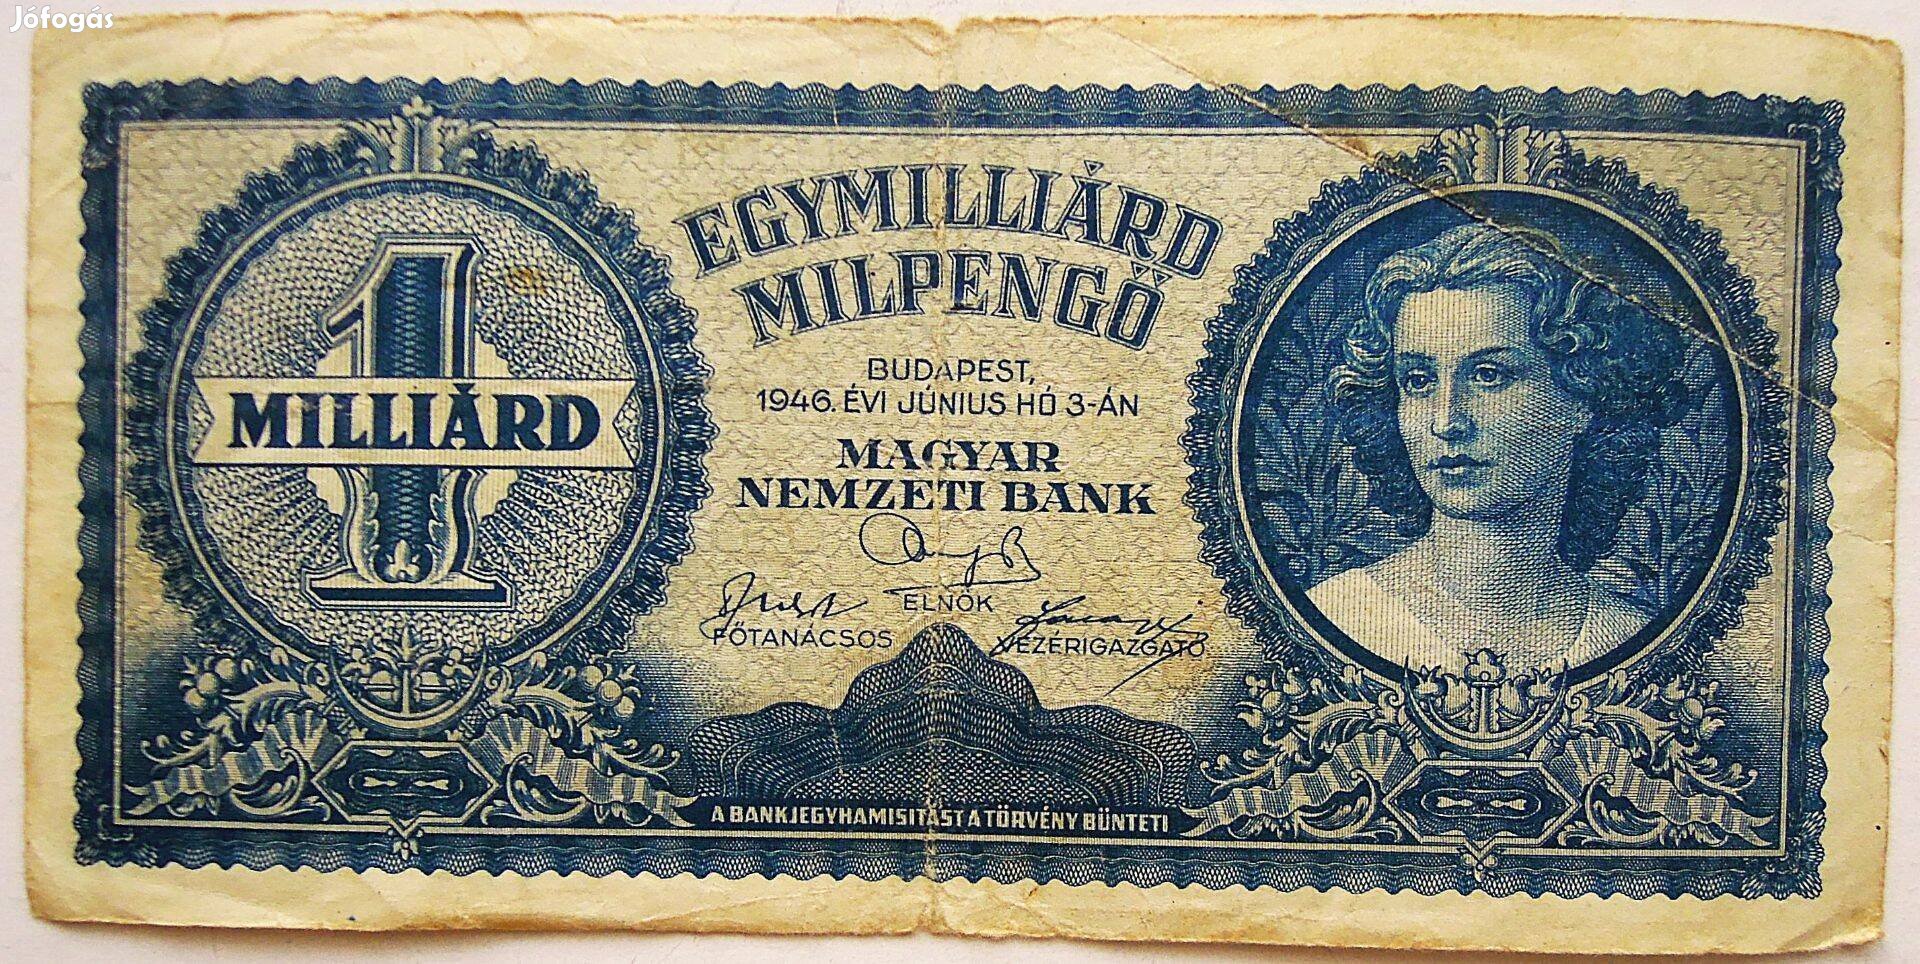 Jófogás
EGYMILLIÁRD
MILPENGŐ
1
MILLIÁRD
BUDAPEST,
1946. ÉVI JÚNIUS HÓ 3-ÁN
MAGYAR
NEMZETI BANK
ELNÖK
FŐTANÁCSOS
VEZÉRIGAZGATÓ
A BANKJEGYHAMISITÁST A TÖRVÉNY BÜNTETI